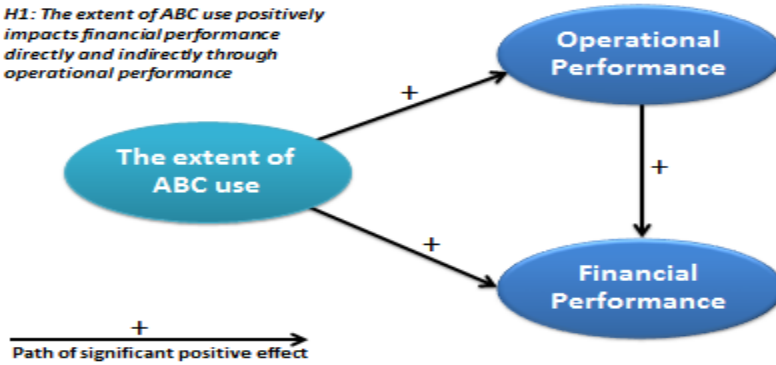 H1: The extent of ABC use positively
impacts financial performance
directly and indirectly through
operational performance
Operational
Performance
+
The extent of
ABC use
+
+
Financial
Performance
+
Path of significant positive effect